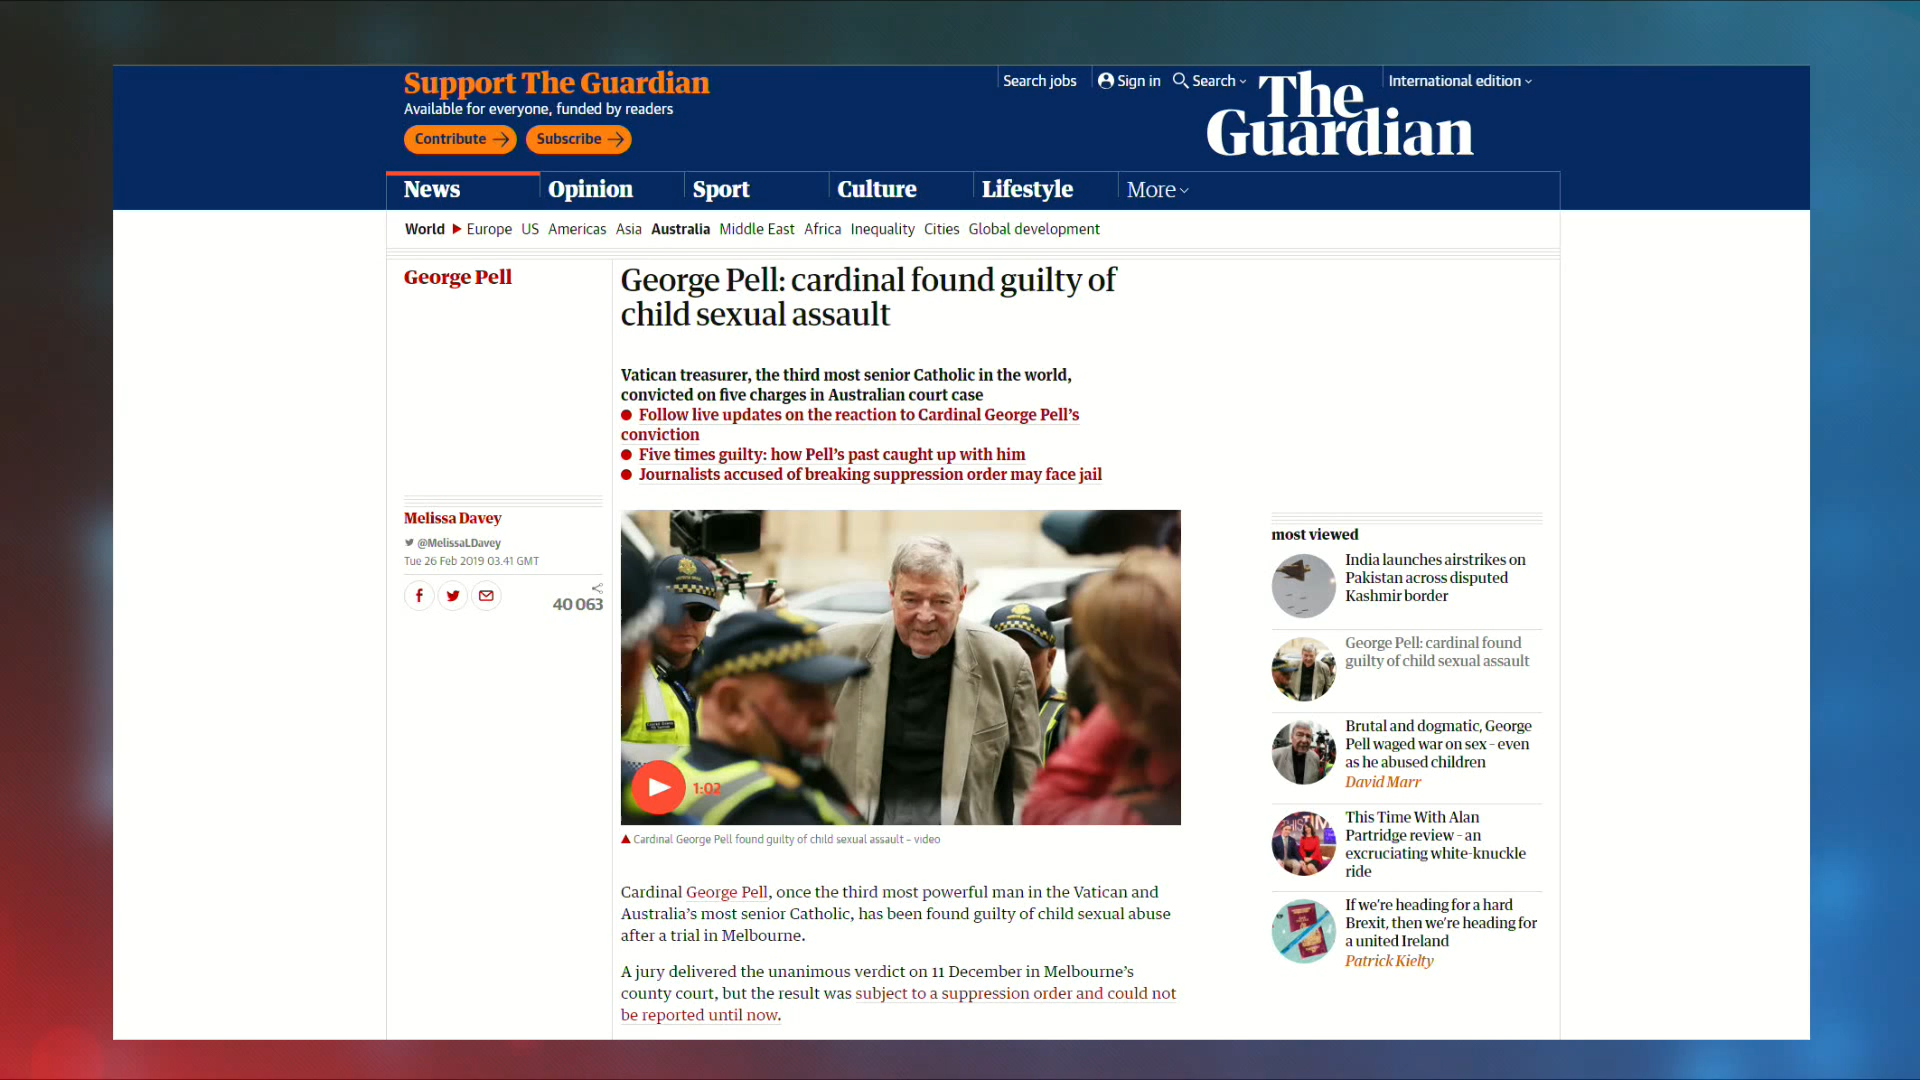 Support The Guardian
Available for everyone, funded by readers
Contribute
Subscribe
Search jobs
Sign in
Search
International edition
The
Guardian
News
Opinion
Sport
Culture
Lifestyle
More
World
Europe
US
Americas
Asia
Australia
Middle East
Africa
Inequality
Cities
Global development
George Pell
George Pell: cardinal found guilty of
child sexual assault
Vatican treasurer, the third most senior Catholic in the world,
convicted on five charges in Australian court case
Follow live updates on the reaction to Cardinal George Pell's
conviction
Five times guilty: how Pell's past caught up with him
Journalists accused of breaking suppression order may face jail
Melissa Davey
@MelissaLDavey
Tue 26 Feb 2019 03.41 GMT
40 063
1:02
Cardinal George Pell found guilty of child sexual assault – video
Cardinal George Pell, once the third most powerful man in the Vatican and
Australia's most senior Catholic, has been found guilty of child sexual abuse
after a trial in Melbourne.
A jury delivered the unanimous verdict on 11 December in Melbourne's
county court, but the result was subject to a suppression order and could not
be reported until now.
most viewed
India launches airstrikes on
Pakistan across disputed
Kashmir border
George Pell: cardinal found
guilty of child sexual assault
Brutal and dogmatic, George
Pell waged war on sex – even
as he abused children
David Marr
This Time With Alan
Partridge review – an
excruciating white-knuckle
ride
If we're heading for a hard
Brexit, then we're heading for
a united Ireland
Patrick Kielty